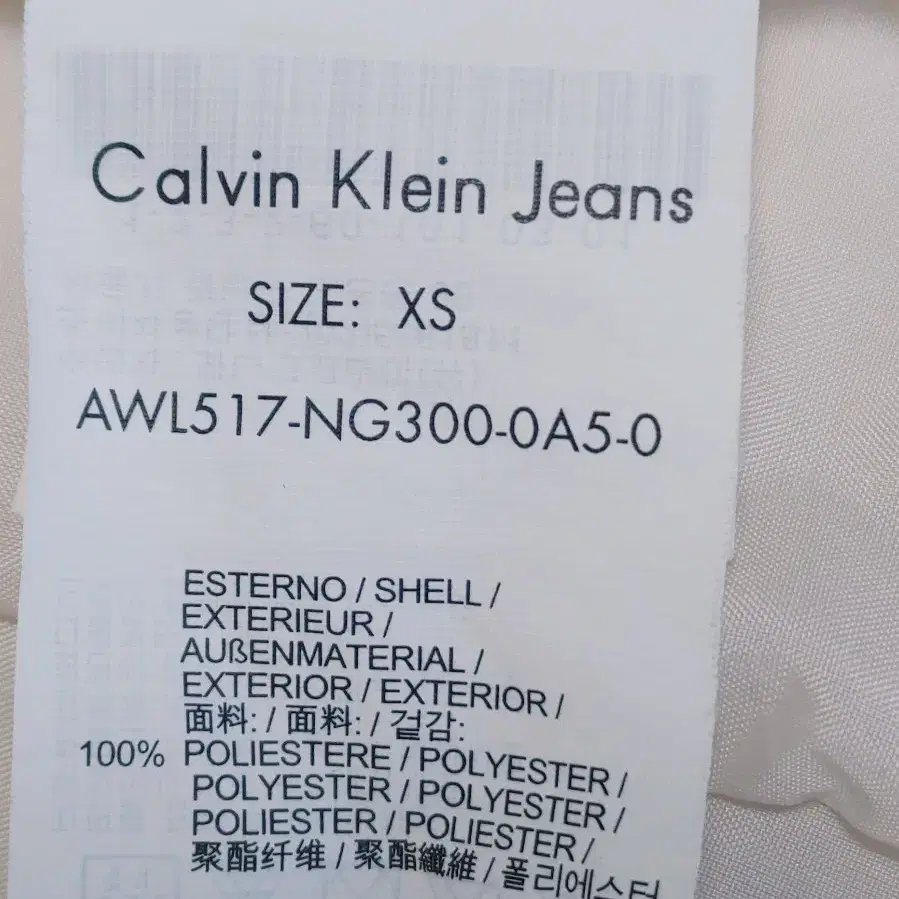 Calvin Klein Jeans
SIZE: XS
AWL517-NG300-0A5-0
ESTERNO / SHELL /
EXTERIEUR /
AUßENMATERIAL /
EXTERIOR / EXTERIOR /
面料: / 面料: / 겉감:
100% POLIESTERE / POLYESTER /
POLYESTER / POLYESTER /
POLIESTER / POLIESTER /
聚酯纤维 / 聚酯纖維 / 폴리에스터